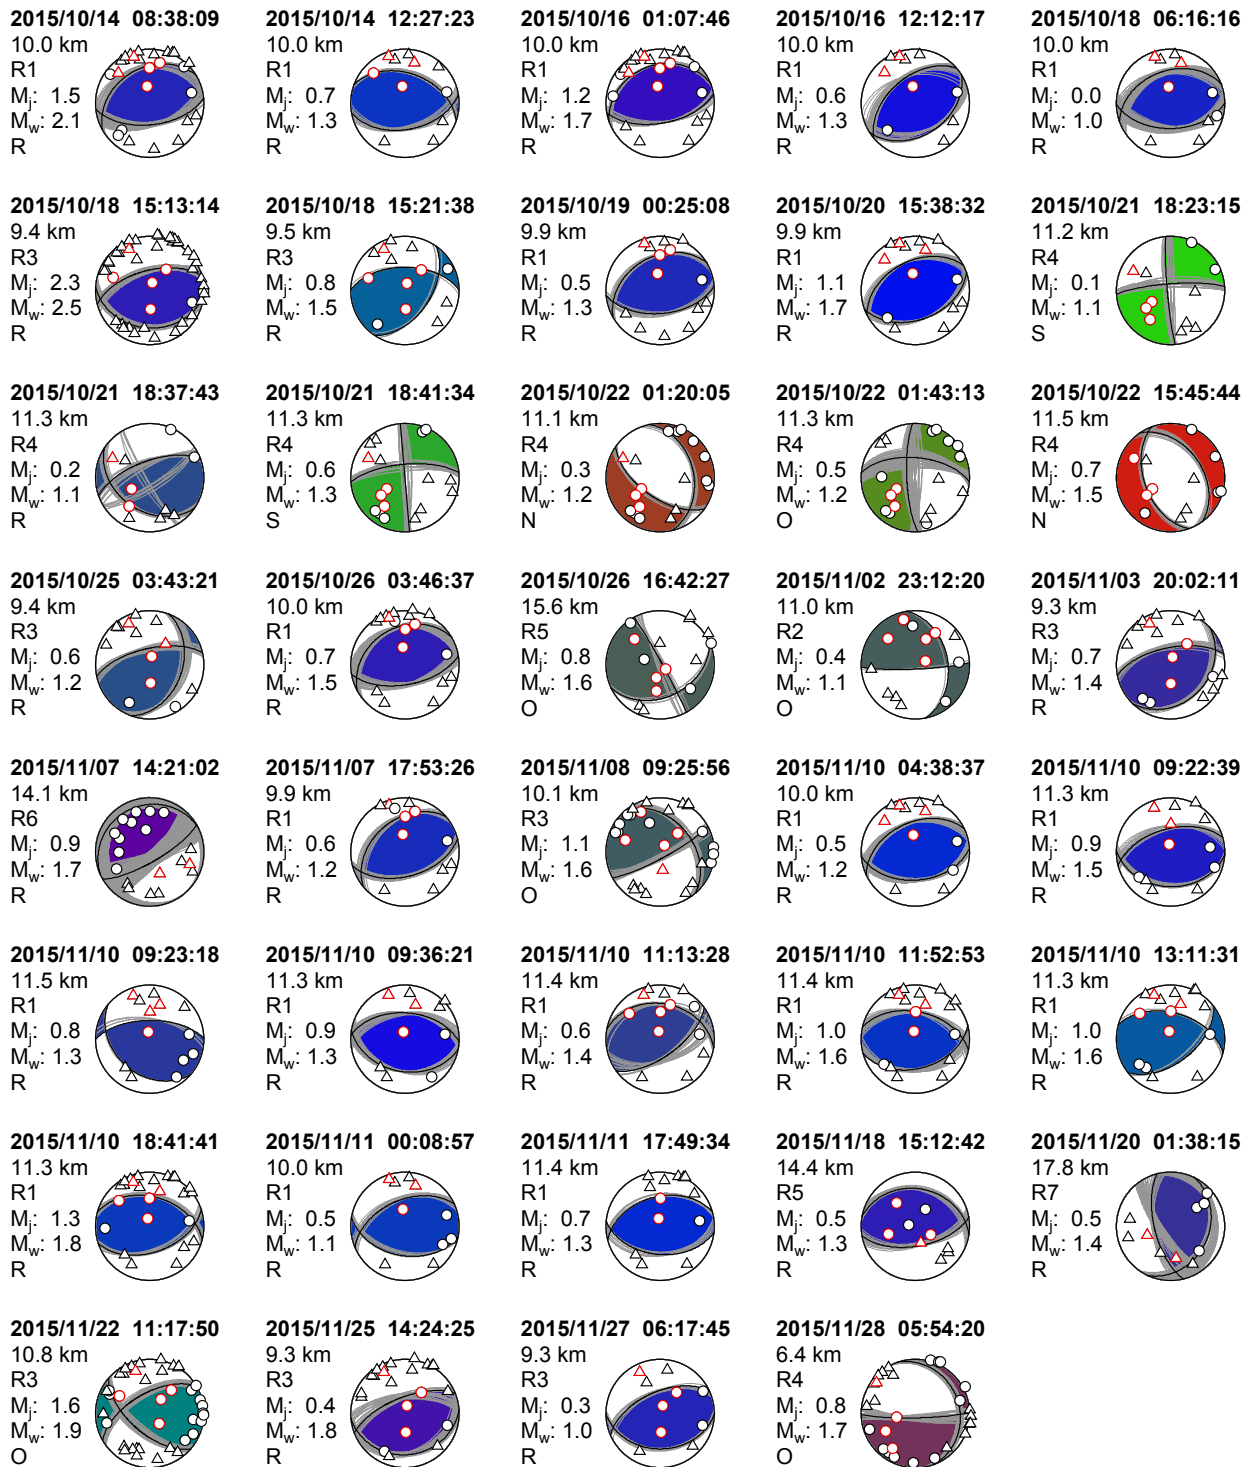 2015/10/14 08:38:09
10.0 km
R1
Mj: 1.5
Mw: 2.1
R
2015/10/14 12:27:23
10.0 km
R1
Mj: 0.7
Mw: 1.3
R
2015/10/16 01:07:46
10.0 km
R1
Mj: 1.2
Mw: 1.7
R
2015/10/16 12:12:17
10.0 km
R1
Mj: 0.6
Mw: 1.3
R
2015/10/18 06:16:16
10.0 km
R1
Mj: 0.0
Mw: 1.0
R
2015/10/18 15:13:14
9.4 km
R3
Mj: 2.3
Mw: 2.5
R
2015/10/18 15:21:38
9.5 km
R3
Mj: 0.8
Mw: 1.5
R
2015/10/19 00:25:08
9.9 km
R1
Mj: 0.5
Mw: 1.3
R
2015/10/20 15:38:32
9.9 km
R1
Mj: 1.1
Mw: 1.7
R
2015/10/21 18:23:15
11.2 km
R4
Mj: 0.1
Mw: 1.1
S
2015/10/21 18:37:43
11.3 km
R4
Mj: 0.2
Mw: 1.1
R
2015/10/21 18:41:34
11.3 km
R4
Mj: 0.6
Mw: 1.3
S
2015/10/22 01:20:05
11.1 km
R4
Mj: 0.3
Mw: 1.2
N
2015/10/22 01:43:13
11.3 km
R4
Mj: 0.5
Mw: 1.2
O
2015/10/22 15:45:44
11.5 km
R4
Mj: 0.7
Mw: 1.5
N
2015/10/25 03:43:21
9.4 km
R3
Mj: 0.6
Mw: 1.2
R
2015/10/26 03:46:37
10.0 km
R1
Mj: 0.7
Mw: 1.5
R
2015/10/26 16:42:27
15.6 km
R5
Mj: 0.8
Mw: 1.6
O
2015/11/02 23:12:20
11.0 km
R2
Mj: 0.4
Mw: 1.1
O
2015/11/03 20:02:11
9.3 km
R3
Mj: 0.7
Mw: 1.4
R
2015/11/07 14:21:02
14.1 km
R6
Mj: 0.9
Mw: 1.7
R
2015/11/07 17:53:26
9.9 km
R1
Mj: 0.6
Mw: 1.2
R
2015/11/08 09:25:56
10.1 km
R3
Mj: 1.1
Mw: 1.6
O
2015/11/10 04:38:37
10.0 km
R1
Mj: 0.5
Mw: 1.2
R
2015/11/10 09:22:39
11.3 km
R1
Mj: 0.9
Mw: 1.5
R
2015/11/10 09:23:18
11.5 km
R1
Mj: 0.8
Mw: 1.3
R
2015/11/10 09:36:21
11.3 km
R1
Mj: 0.9
Mw: 1.3
R
2015/11/10 11:13:28
11.4 km
R1
Mj: 0.6
Mw: 1.4
R
2015/11/10 11:52:53
11.4 km
R1
Mj: 1.0
Mw: 1.6
R
2015/11/10 13:11:31
11.3 km
R1
Mj: 1.0
Mw: 1.6
R
2015/11/10 18:41:41
11.3 km
R1
Mj: 1.3
Mw: 1.8
R
2015/11/11 00:08:57
10.0 km
R1
Mj: 0.5
Mw: 1.1
R
2015/11/11 17:49:34
11.4 km
R1
Mj: 0.7
Mw: 1.3
R
2015/11/18 15:12:42
14.4 km
R5
Mj: 0.5
Mw: 1.3
R
2015/11/20 01:38:15
17.8 km
R7
Mj: 0.5
Mw: 1.4
R
2015/11/22 11:17:50
10.8 km
R3
Mj: 1.6
Mw: 1.9
O
2015/11/25 14:24:25
9.3 km
R3
Mj: 0.4
Mw: 1.8
R
2015/11/27 06:17:45
9.3 km
R3
Mj: 0.3
Mw: 1.0
R
2015/11/28 05:54:20
6.4 km
R4
Mj: 0.8
Mw: 1.7
O